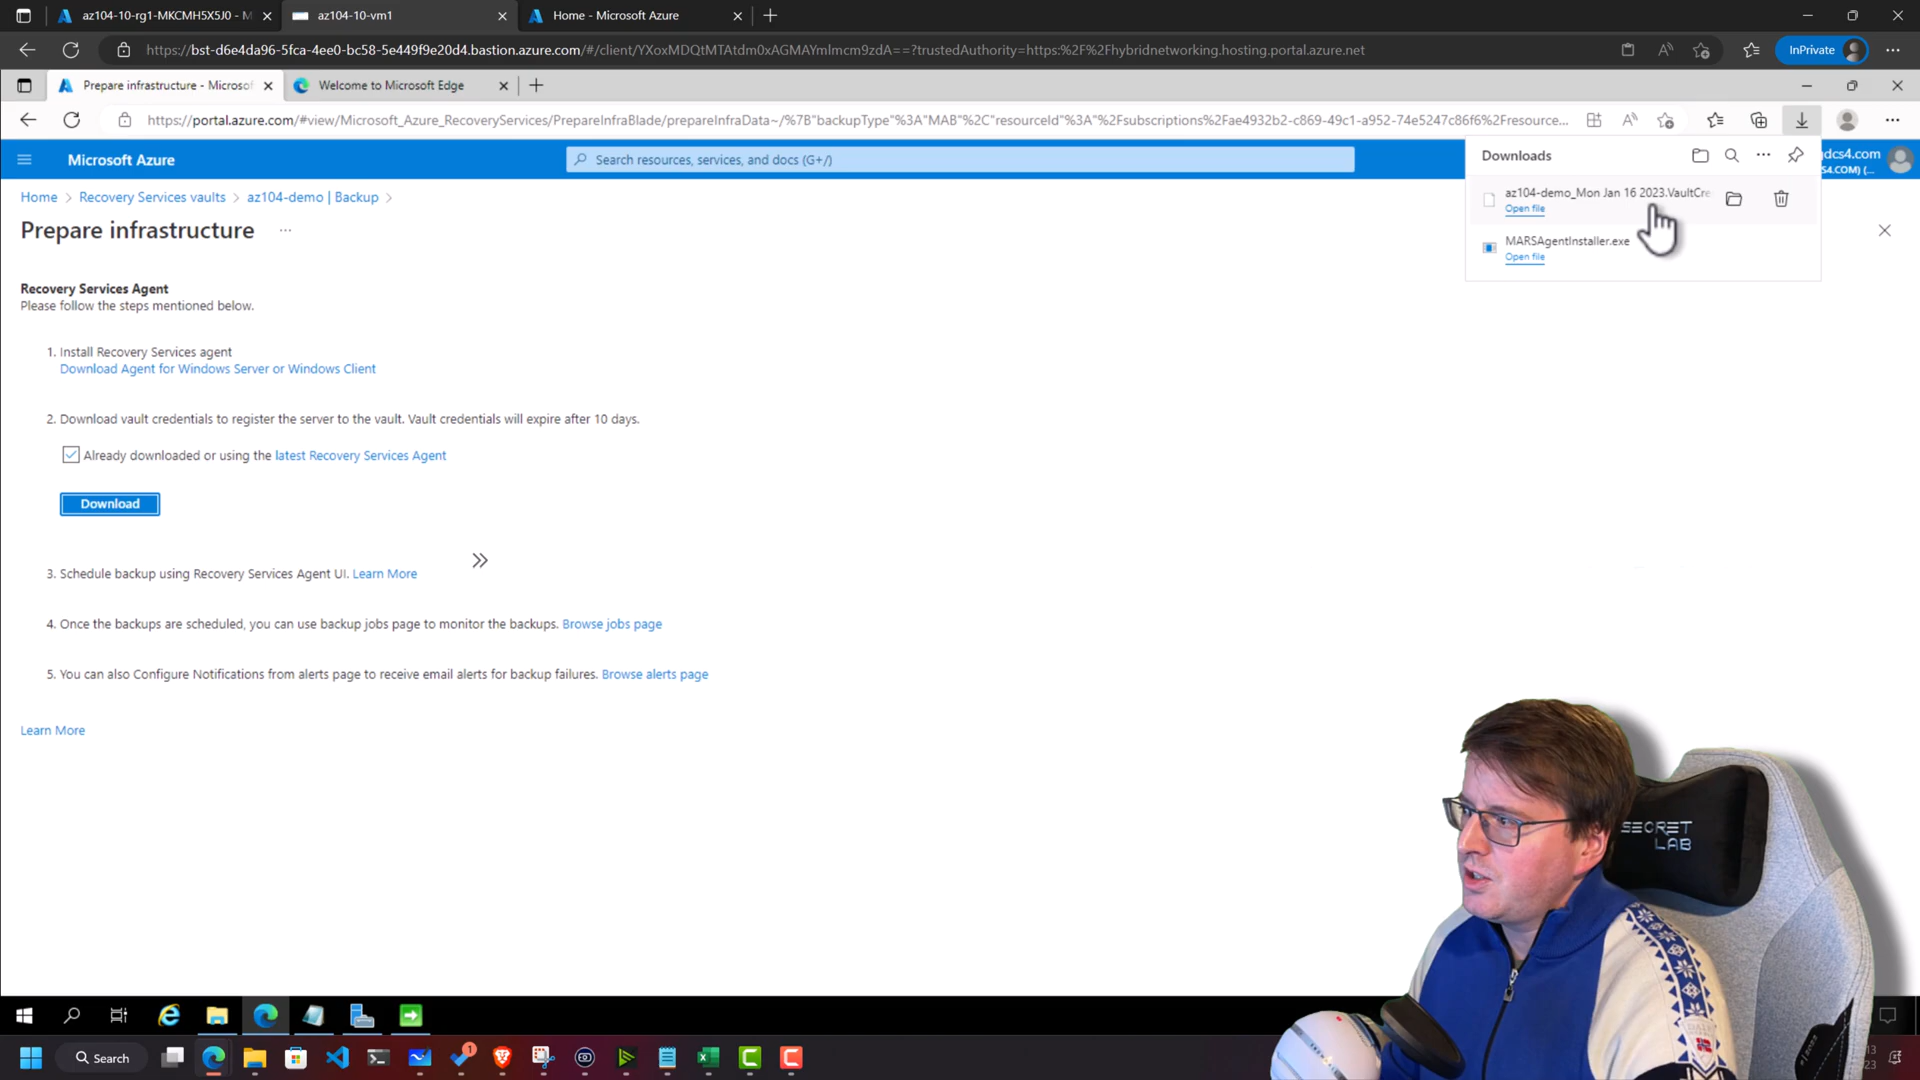 az104-10-rg1-MKCMH5X5J0 - M
az104-10-vm1
Home - Microsoft Azure
https://bst-d6e4da96-5fca-4ee0-bc58-5e449f9e20d4.bastion.azure.com/#/client/YXoxMDQtMTAtdm0xAGMAYmlmcm9zdA==?trustedAuthority=https:%2F%2Fhybridnetworking.hosting.portal.azure.net
InPrivate
Prepare infrastructure - Microsof
Welcome to Microsoft Edge
https://portal.azure.com/#view/Microsoft_Azure_RecoveryServices/PrepareInfraBlade/prepareInfraData~/%7B"backupType"%3A"MAB"%2C"resourceId"%3A"%2Fsubscriptions%2Fae4932b2-c869-49c1-a952-74e5247c86f6%2Fresource...
Microsoft Azure
Search resources, services, and docs (G+/)
Downloads
dcs4.com
S4.COM) (...
az104-demo_Mon Jan 16 2023.VaultCre
Open file
MARSAgentInstaller.exe
Open file
Home > Recovery Services vaults > az104-demo | Backup >
Prepare infrastructure ...
Recovery Services Agent
Please follow the steps mentioned below.
1. Install Recovery Services agent
Download Agent for Windows Server or Windows Client
2. Download vault credentials to register the server to the vault. Vault credentials will expire after 10 days.
Already downloaded or using the latest Recovery Services Agent
Download
3. Schedule backup using Recovery Services Agent UI. Learn More
4. Once the backups are scheduled, you can use backup jobs page to monitor the backups. Browse jobs page
5. You can also Configure Notifications from alerts page to receive email alerts for backup failures. Browse alerts page
Learn More
SECRET
LAB
Search
1